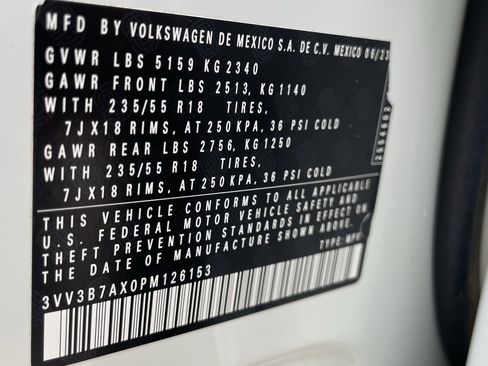 MFD BY VOLKSWAGEN DE MEXICO S.A. DE C.V. MEXICO 06/23
GVWR LBS 5159 KG 2340
GAWR FRONT LBS 2513, KG 1140
WITH 235/55 R18 TIRES,
7JX18 RIMS, AT 250 KPA, 36 PSI COLD
GAWR REAR LBS 2756, KG 1250
WITH 235/55 R18 TIRES,
7JX18 RIMS, AT 250 KPA, 36 PSI COLD
THIS VEHICLE CONFORMS TO ALL APPLICABLE
U.S. FEDERAL MOTOR VEHICLE SAFETY AND
THEFT PREVENTION STANDARDS IN EFFECT ON
THE DATE OF MANUFACTURE SHOWN ABOVE.
3VV3B7AX0PM126153
TYPE: MPV